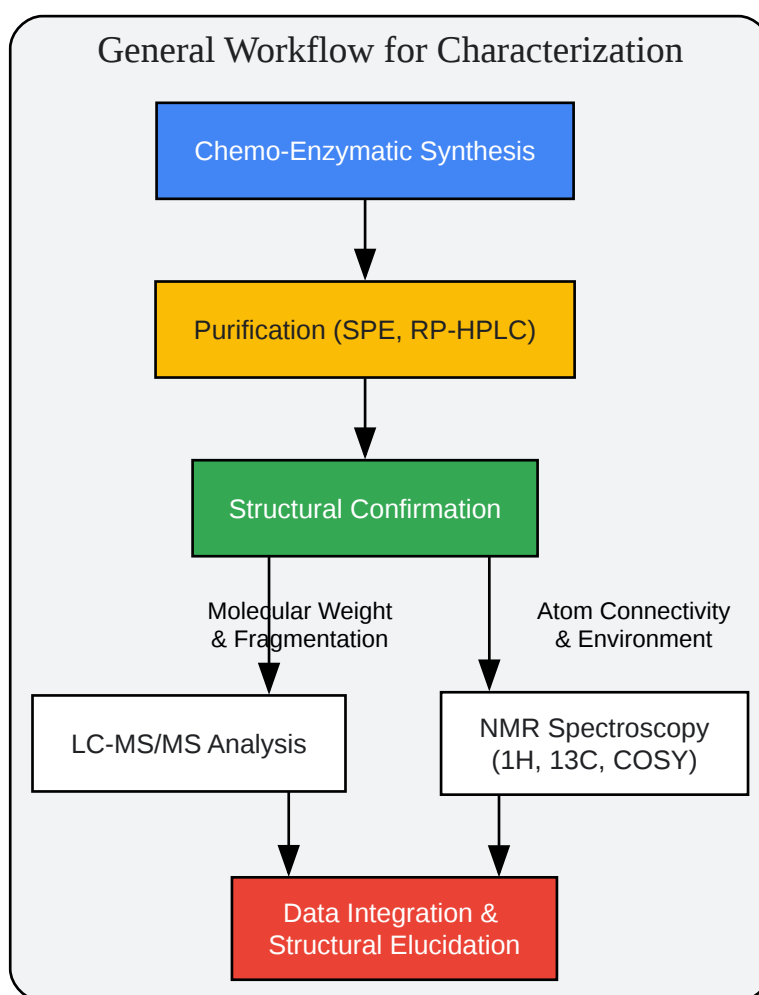 General Workflow for Characterization
Chemo-Enzymatic Synthesis
Purification (SPE, RP-HPLC)
Structural Confirmation
Molecular Weight
& Fragmentation
Atom Connectivity
& Environment
LC-MS/MS Analysis
NMR Spectroscopy
(1H, 13C, COSY)
Data Integration &
Structural Elucidation